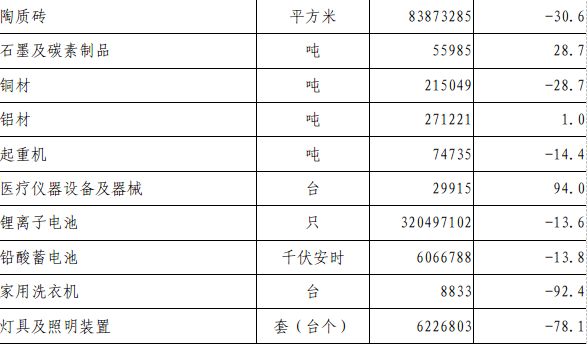 陶质砖 平方米 83873285 -30.6
石墨及碳素制品 吨 55985 28.7
铜材 吨 215049 -28.7
铝材 吨 271221 1.0
起重机 吨 74735 -14.4
医疗仪器设备及器械 台 29915 94.0
锂离子电池 只 320497102 -13.6
铅酸蓄电池 千伏安时 6066788 -13.8
家用洗衣机 台 8833 -92.4
灯具及照明装置 套（台个） 6226803 -78.1